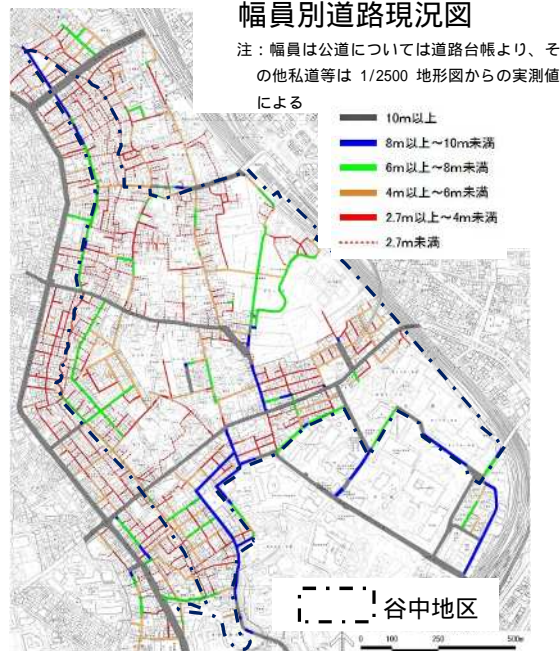 幅員別道路現況図
注：幅員は公道については道路台帳より、そ
の他私道等は 1/2500 地形図からの実測値
による
10m以上
8m以上～10m未満
6m以上～8m未満
4m以上～6m未満
2.7m以上～4m未満
2.7m未満
谷中地区
0 100 250 500m